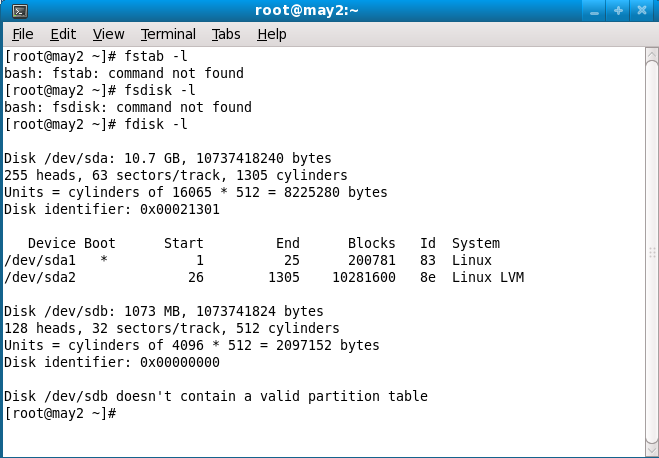 root@may2:~
File Edit View Terminal Tabs Help
[root@may2 ~]# fstab -l
bash: fstab: command not found
[root@may2 ~]# fsdisk -l
bash: fsdisk: command not found
[root@may2 ~]# fdisk -l
Disk /dev/sda: 10.7 GB, 10737418240 bytes
255 heads, 63 sectors/track, 1305 cylinders
Units = cylinders of 16065 * 512 = 8225280 bytes
Disk identifier: 0x00021301
Device Boot Start End Blocks Id System
/dev/sda1 * 1 25 200781 83 Linux
/dev/sda2 26 1305 10281600 8e Linux LVM
Disk /dev/sdb: 1073 MB, 1073741824 bytes
128 heads, 32 sectors/track, 512 cylinders
Units = cylinders of 4096 * 512 = 2097152 bytes
Disk identifier: 0x00000000
Disk /dev/sdb doesn't contain a valid partition table
[root@may2 ~]#